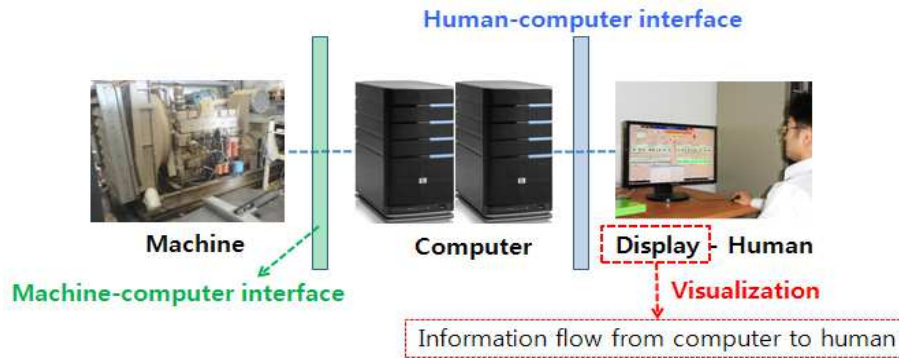 Human-computer interface
Machine
Computer
Display - Human
Machine-computer interface
Visualization
Information flow from computer to human